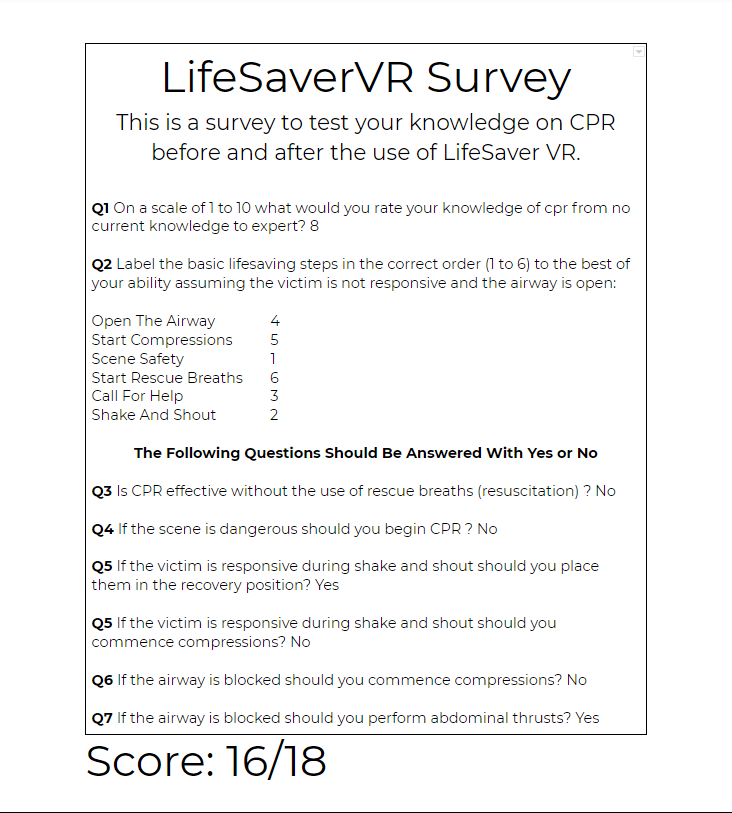 LifeSaverVR Survey
This is a survey to test your knowledge on CPR
before and after the use of LifeSaver VR.
Q1 On a scale of 1 to 10 what would you rate your knowledge of cpr from no
current knowledge to expert? 8
Q2 Label the basic lifesaving steps in the correct order (1 to 6) to the best of
your ability assuming the victim is not responsive and the airway is open:
Open The Airway 4
Start Compressions 5
Scene Safety 1
Start Rescue Breaths 6
Call For Help 3
Shake And Shout 2
The Following Questions Should Be Answered With Yes or No
Q3 Is CPR effective without the use of rescue breaths (resuscitation) ? No
Q4 If the scene is dangerous should you begin CPR ? No
Q5 If the victim is responsive during shake and shout should you place
them in the recovery position? Yes
Q5 If the victim is responsive during shake and shout should you
commence compressions? No
Q6 If the airway is blocked should you commence compressions? No
Q7 If the airway is blocked should you perform abdominal thrusts? Yes
Score: 16/18